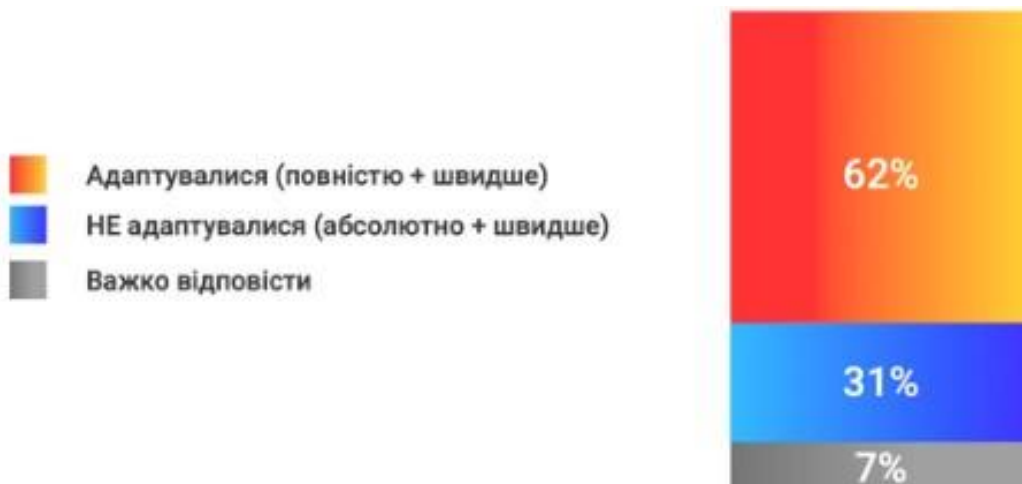 Адаптувалися (повністю + швидше)
НЕ адаптувалися (абсолютно + швидше)
Важко відповісти
62%
31%
7%